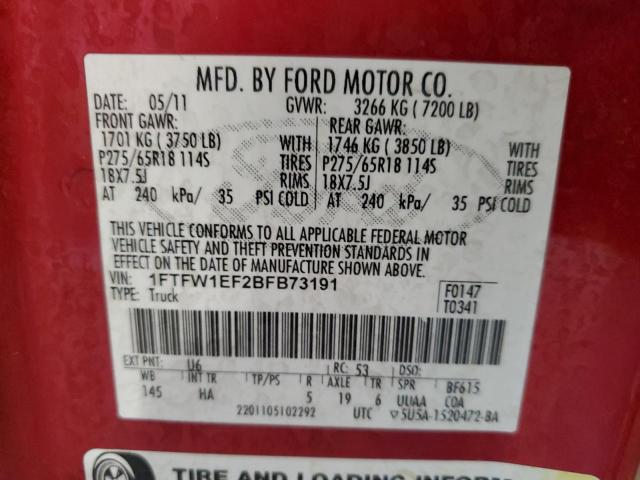 MFD. BY FORD MOTOR CO.
DATE: 05/11 GVWR: 3266 KG ( 7200 LB)
FRONT GAWR: REAR GAWR:
1701 KG ( 3750 LB) WITH 1746 KG ( 3850 LB) WITH
P275/65R18 114S TIRES P275/65R18 114S TIRES
18X7.5J RIMS 18X7.5J RIMS
AT 240 kPa/ 35 PSI COLD AT 240 kPa/ 35 PSI COLD
THIS VEHICLE CONFORMS TO ALL APPLICABLE FEDERAL MOTOR
VEHICLE SAFETY AND THEFT PREVENTION STANDARDS IN
EFFECT ON THE DATE OF MANUFACTURE SHOWN ABOVE.
VIN: 1FTFW1EF2BFB73191 F0147
TYPE: Truck T0341
EXT PNT: U6 RC: 53 DSO:
WB INT TR TP/PS R AXLE TR SPR BF615
145 HA 5 19 6 UUAA COA
2201105102292 UTC 5U5A-1520472-BA
TIRE AND LOADING INFORM